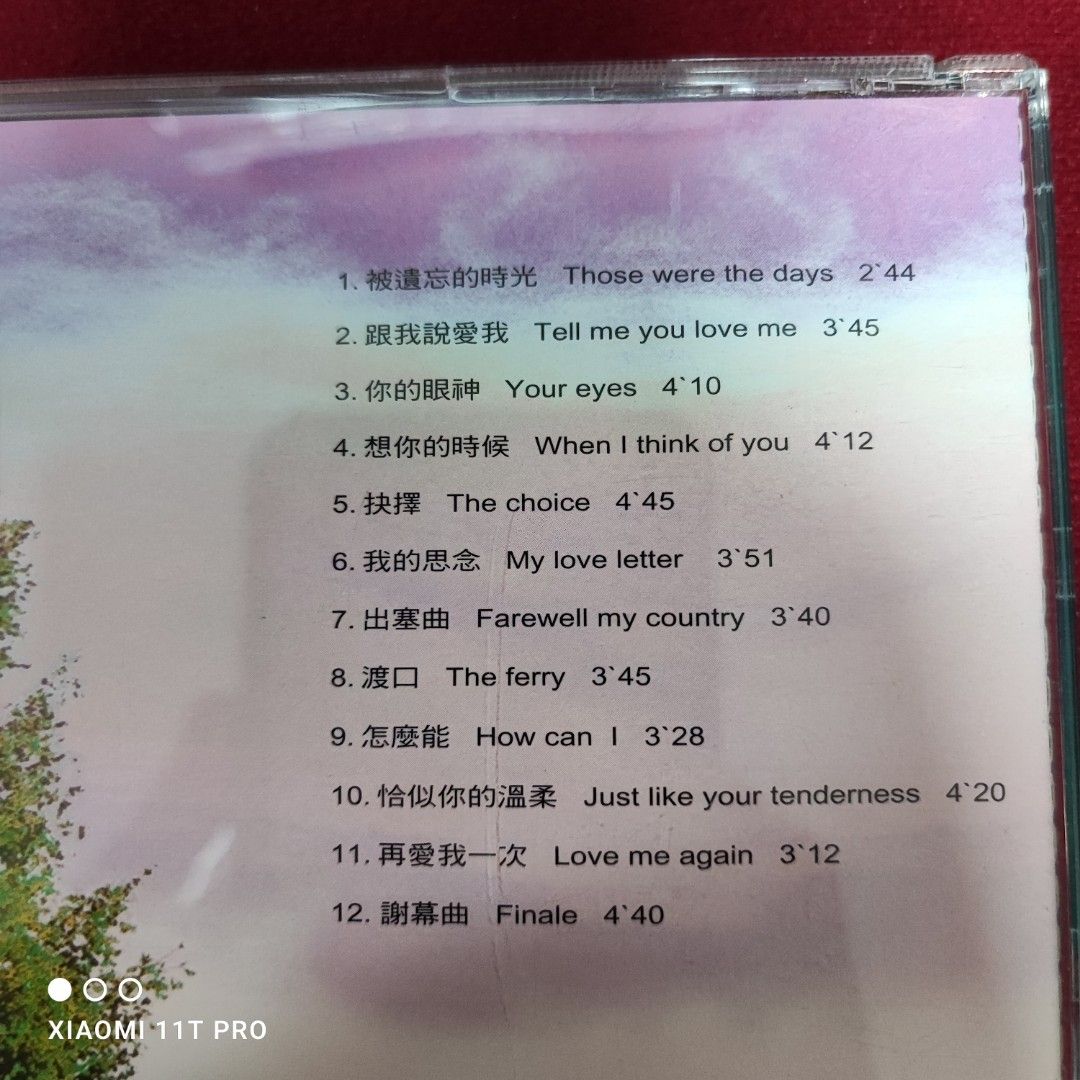 1. 被遺忘的時光 Those were the days 2`44
2. 跟我說愛我 Tell me you love me 3`45
3. 你的眼神 Your eyes 4`10
4. 想你的時候 When I think of you 4`12
5. 抉擇 The choice 4`45
6. 我的思念 My love letter 3`51
7. 出塞曲 Farewell my country 3`40
8. 渡口 The ferry 3`45
9. 怎麼能 How can I 3`28
10. 恰似你的溫柔 Just like your tenderness 4`20
11. 再愛我一次 Love me again 3`12
12. 謝幕曲 Finale 4`40
XIAOMI 11T PRO